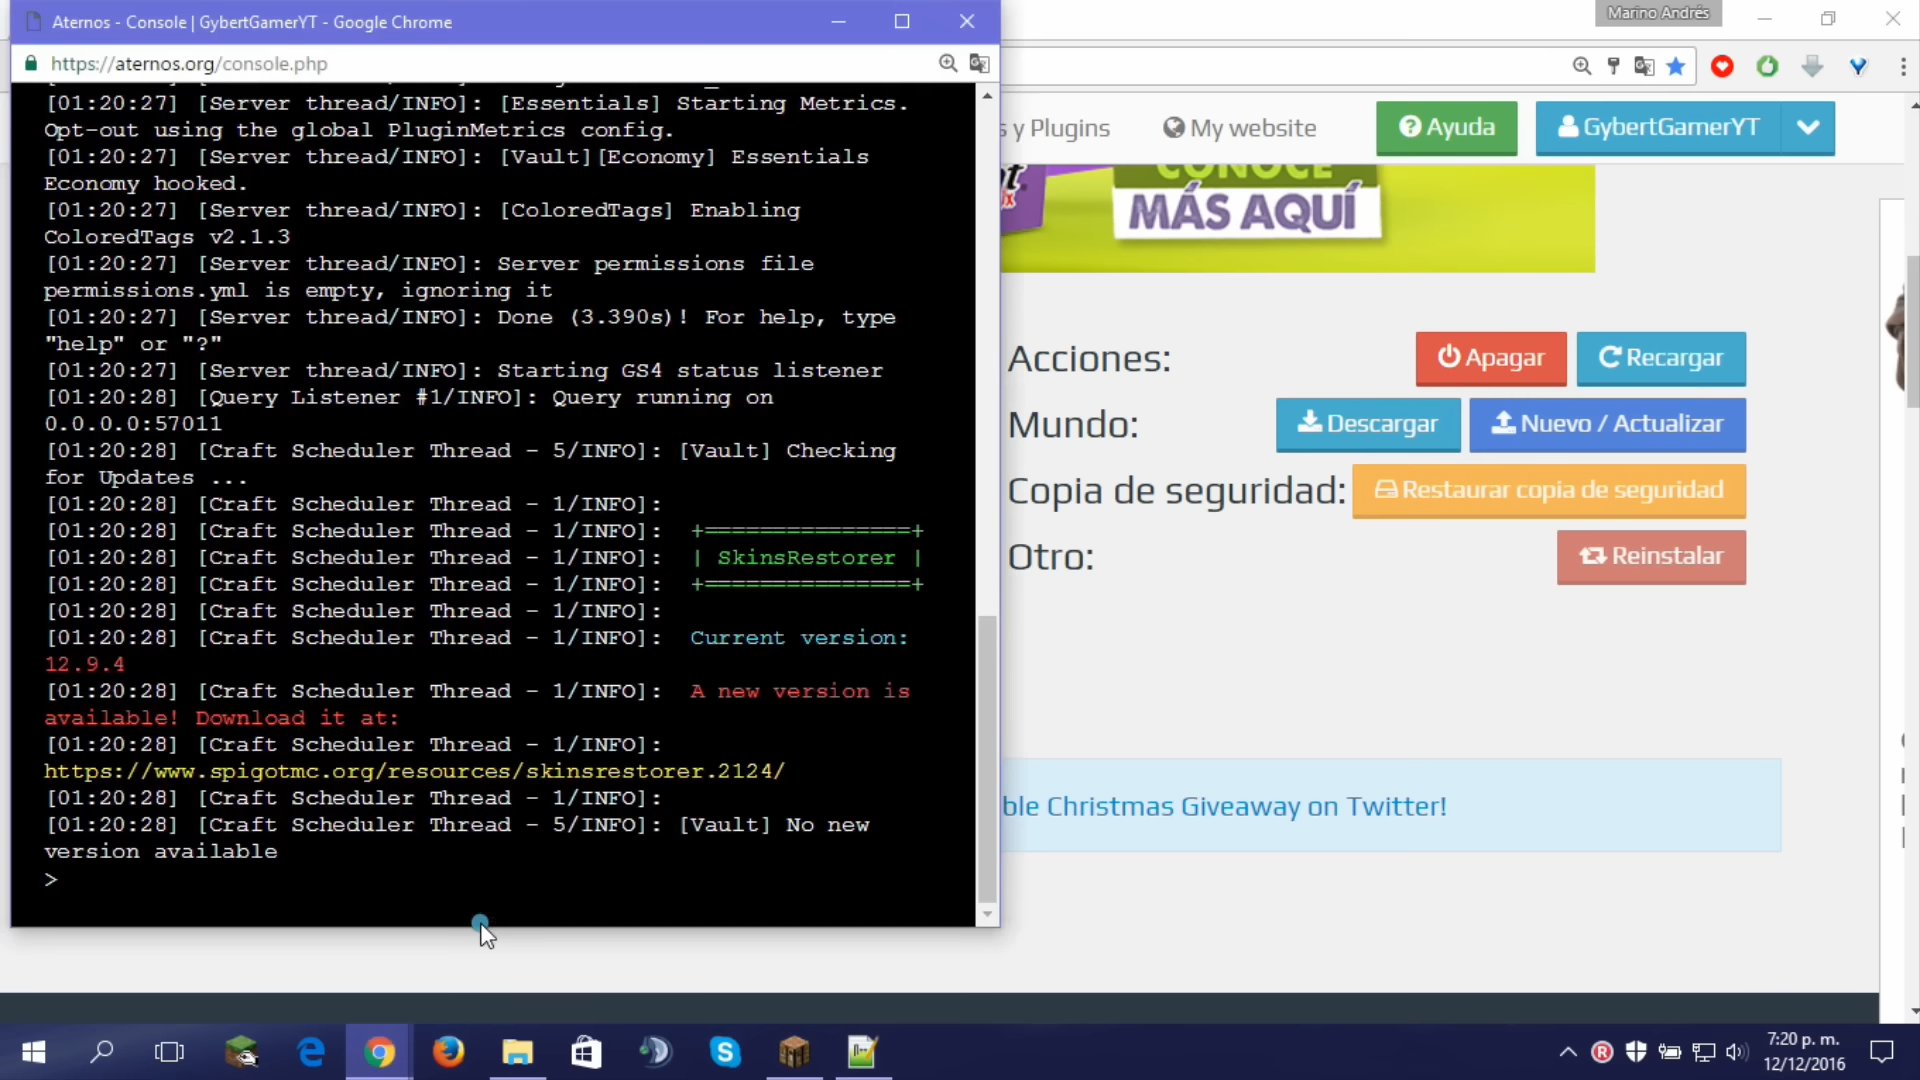 Aternos - Console | GybertGamerYT - Google Chrome
Marino Andrés
https://aternos.org/console.php
[01:20:27] [Server thread/INFO]: [Essentials] Starting Metrics.
Opt-out using the global PluginMetrics config.
[01:20:27] [Server thread/INFO]: [Vault][Economy] Essentials
Economy hooked.
[01:20:27] [Server thread/INFO]: [ColoredTags] Enabling
ColoredTags v2.1.3
[01:20:27] [Server thread/INFO]: Server permissions file
permissions.yml is empty, ignoring it
[01:20:27] [Server thread/INFO]: Done (3.390s)! For help, type
"help" or "?"
[01:20:27] [Server thread/INFO]: Starting GS4 status listener
[01:20:28] [Query Listener #1/INFO]: Query running on
0.0.0.0:57011
[01:20:28] [Craft Scheduler Thread - 5/INFO]: [Vault] Checking
for Updates ...
[01:20:28] [Craft Scheduler Thread - 1/INFO]:
[01:20:28] [Craft Scheduler Thread - 1/INFO]:  +===============+
[01:20:28] [Craft Scheduler Thread - 1/INFO]:  | SkinsRestorer |
[01:20:28] [Craft Scheduler Thread - 1/INFO]:  +===============+
[01:20:28] [Craft Scheduler Thread - 1/INFO]:
[01:20:28] [Craft Scheduler Thread - 1/INFO]:  Current version:
12.9.4
[01:20:28] [Craft Scheduler Thread - 1/INFO]:  A new version is
available! Download it at:
[01:20:28] [Craft Scheduler Thread - 1/INFO]:
https://www.spigotmc.org/resources/skinsrestorer.2124/
[01:20:28] [Craft Scheduler Thread - 1/INFO]:
[01:20:28] [Craft Scheduler Thread - 5/INFO]: [Vault] No new
version available
>
s y Plugins
My website
Ayuda
GybertGamerYT
CONOCE
MÁS AQUÍ
Acciones:
Apagar
Recargar
Mundo:
Descargar
Nuevo / Actualizar
Copia de seguridad:
Restaurar copia de seguridad
Otro:
Reinstalar
ble Christmas Giveaway on Twitter!
7:20 p. m.
12/12/2016